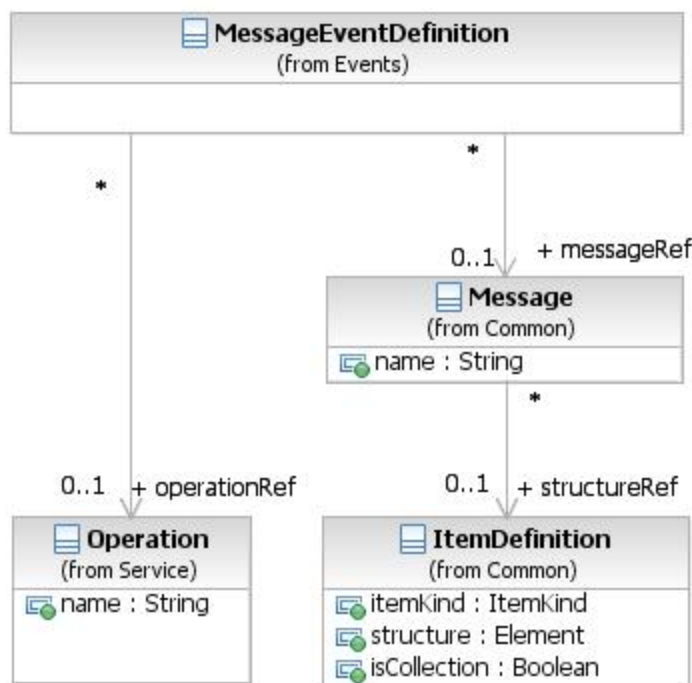 MessageEventDefinition
(from Events)
*
*
0..1 + messageRef
Message
(from Common)
name : String
*
0..1 + operationRef
0..1 + structureRef
Operation
(from Service)
name : String
ItemDefinition
(from Common)
itemKind : ItemKind
structure : Element
isCollection : Boolean